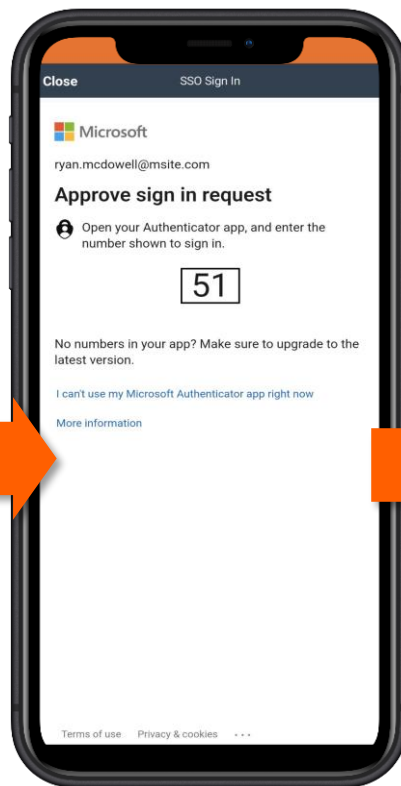 Close SSO Sign In
Microsoft
ryan.mcdowell@msite.com
Approve sign in request
Open your Authenticator app, and enter the
number shown to sign in.
51
No numbers in your app? Make sure to upgrade to the
latest version.
I can't use my Microsoft Authenticator app right now
More information
Terms of use Privacy & cookies ...